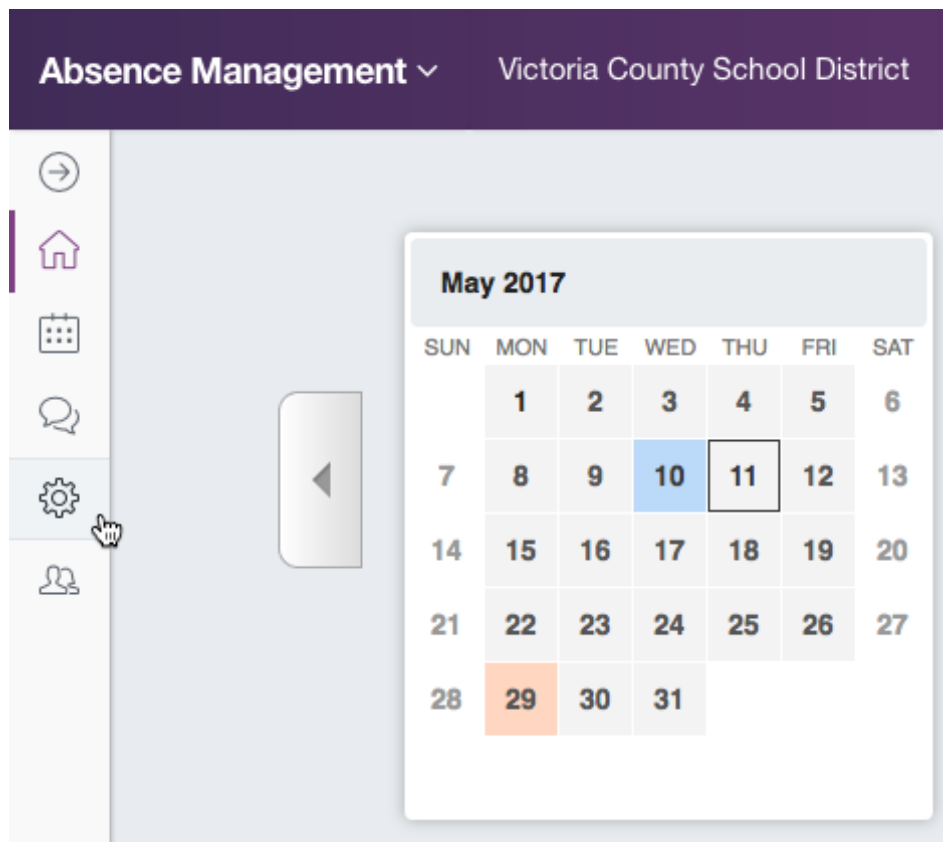 Absence Management Victoria County School District
May 2017
SUN MON TUE WED THU FRI SAT
1 2 3 4 5 6
7 8 9 10 11 12 13
14 15 16 17 18 19 20
21 22 23 24 25 26 27
28 29 30 31